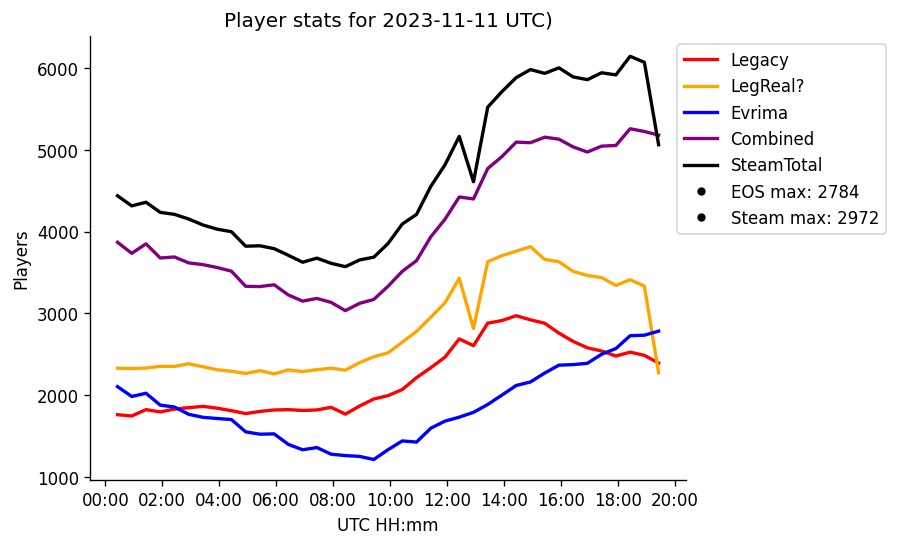 Player stats for 2023-11-11 UTC)
6000
5000
4000
3000
2000
1000
Players
00:00 02:00 04:00 06:00 08:00 10:00 12:00 14:00 16:00 18:00 20:00
UTC HH:mm
Legacy
LegReal?
Evrima
Combined
SteamTotal
EOS max: 2784
Steam max: 2972